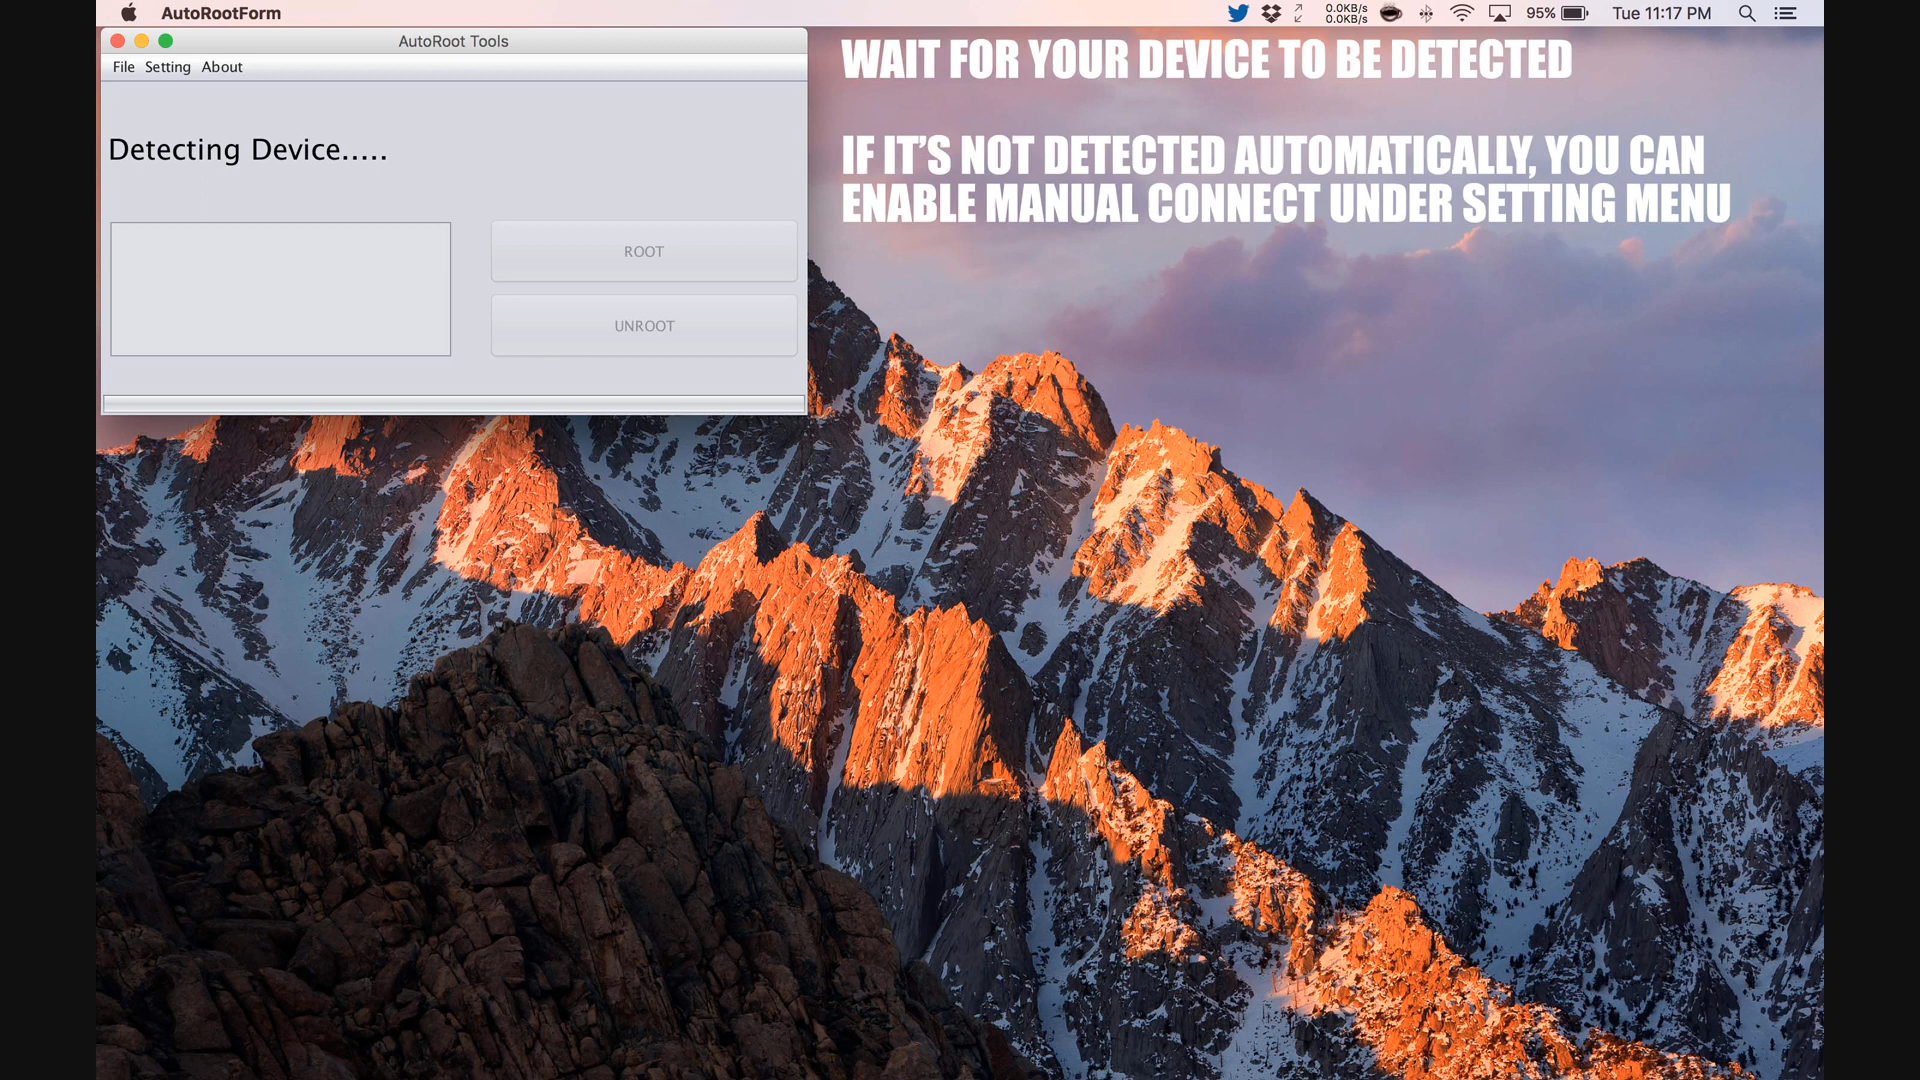 AutoRootForm
0.0KB/s
0.0KB/s
95%
Tue 11:17 PM
AutoRoot Tools
File Setting About
Detecting Device.....
ROOT
UNROOT
WAIT FOR YOUR DEVICE TO BE DETECTED
IF IT'S NOT DETECTED AUTOMATICALLY, YOU CAN
ENABLE MANUAL CONNECT UNDER SETTING MENU